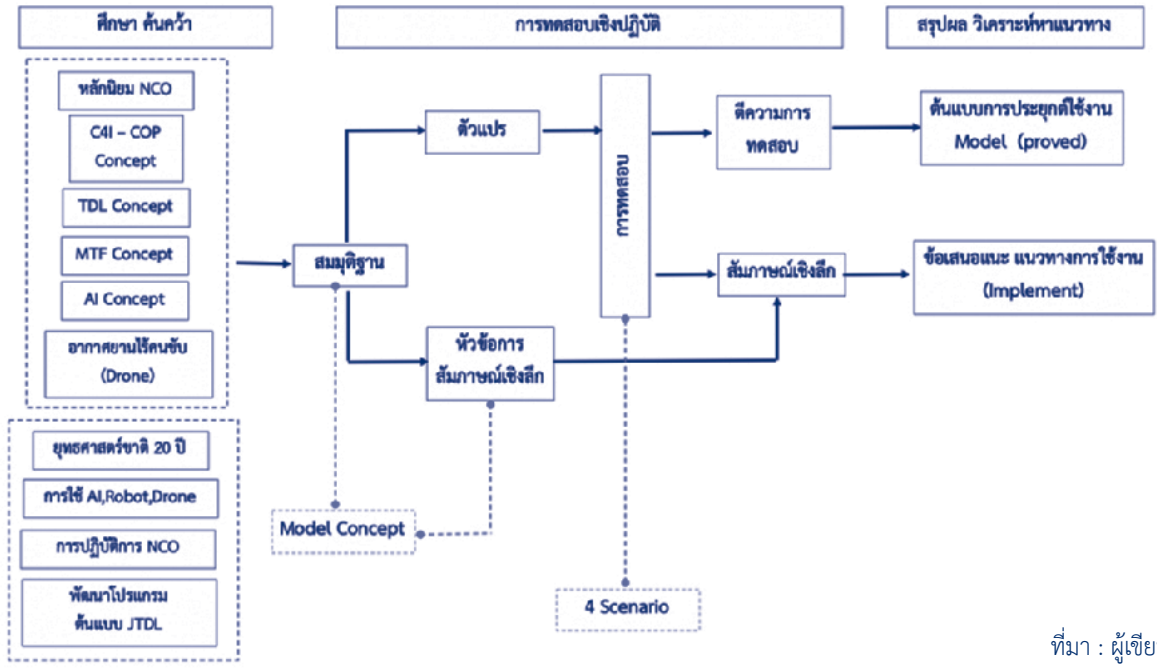 ศึกษา ค้นคว้า
การทดสอบเชิงปฏิบัติ
สรุปผล วิเคราะห์หาแนวทาง
หลักนิยม NCO
C4I – COP
Concept
TDL Concept
MTF Concept
AI Concept
อากาศยานไร้คนขับ
(Drone)
ยุทธศาสตร์ชาติ 20 ปี
การใช้ AI,Robot,Drone
การปฏิบัติการ NCO
พัฒนาโปรแกรม
ต้นแบบ JTDL
สมมุติฐาน
ตัวแปร
หัวข้อการ
สัมภาษณ์เชิงลึก
Model Concept
การทดสอบ
4 Scenario
ตีความการ
ทดสอบ
สัมภาษณ์เชิงลึก
ต้นแบบการประยุกต์ใช้งาน
Model (proved)
ข้อเสนอแนะ แนวทางการใช้งาน
(Implement)
ที่มา : ผู้เขีย